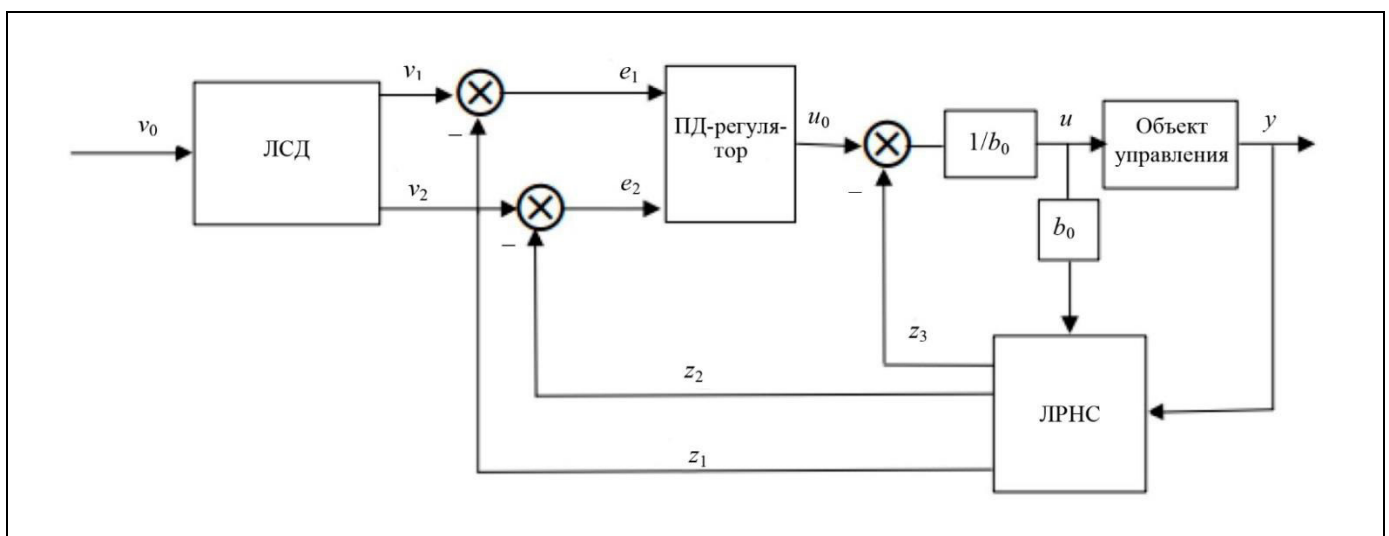 v₀
ЛСД
v₁
v₂
–
–
e₁
e₂
ПД-регуля-
тор
u₀
–
1/b₀
u
Объект
управления
y
b₀
z₃
z₂
z₁
ЛРНС